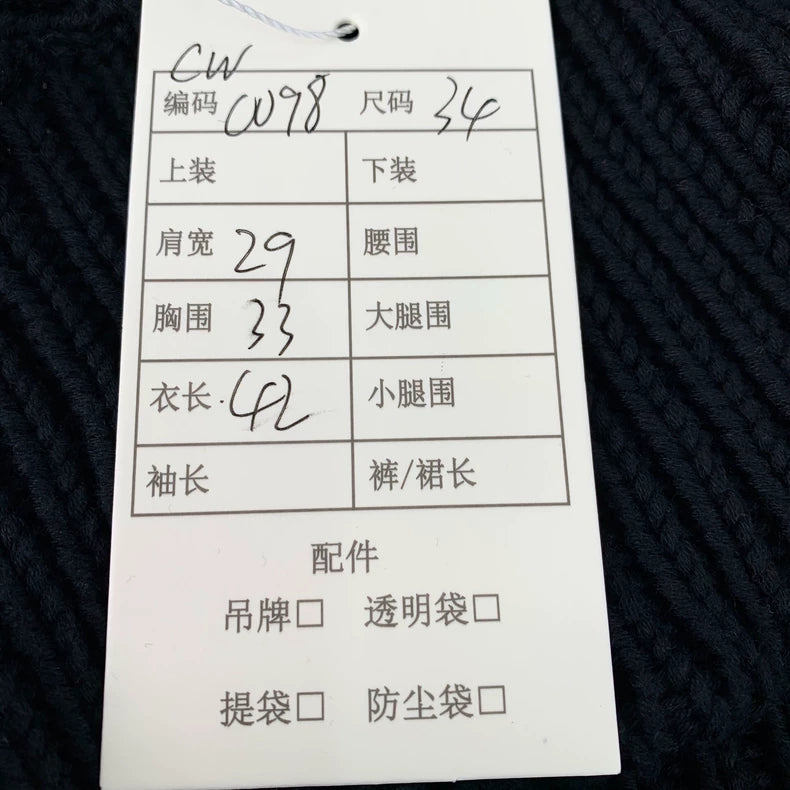 CW
编码 CW98 尺码 34
上装 下装
肩宽 29 腰围
胸围 33 大腿围
衣长 42 小腿围
袖长 裤/裙长
配件
吊牌□ 透明袋□
提袋□ 防尘袋□